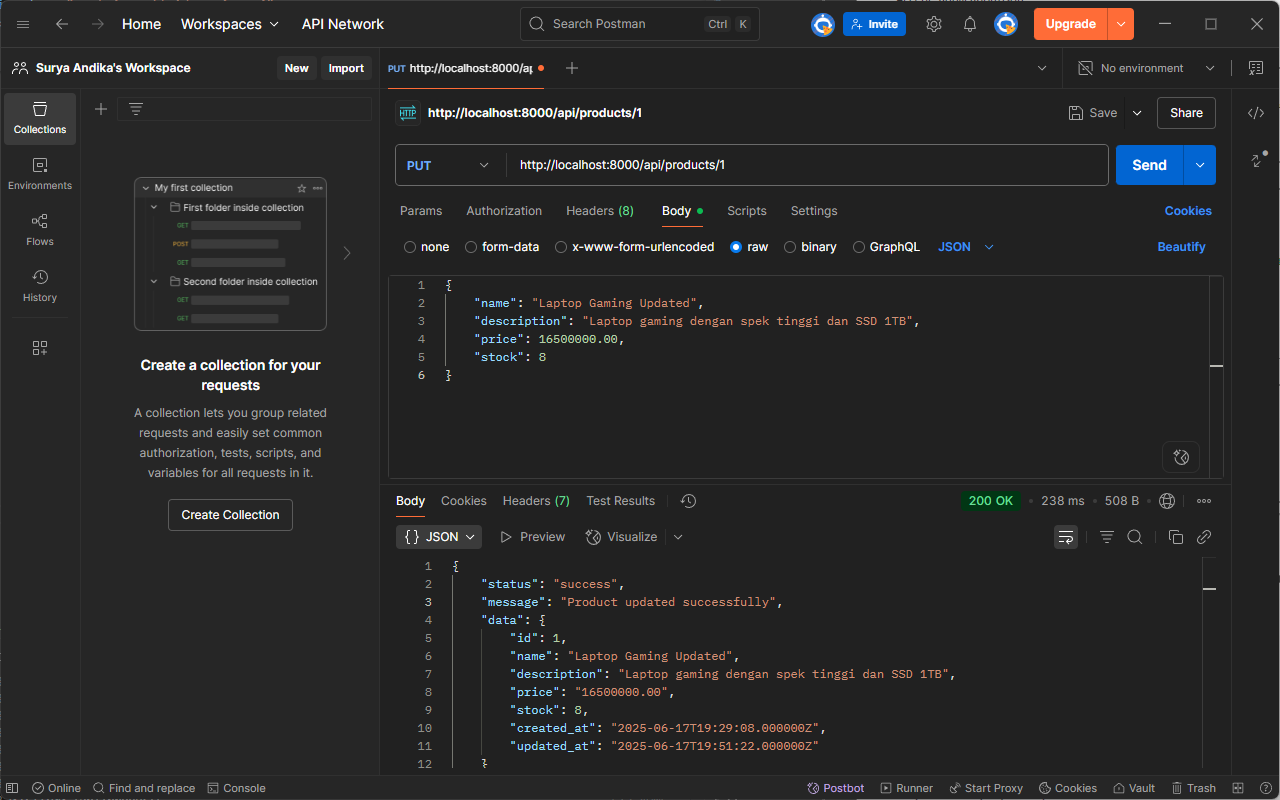 Home Workspaces API Network Search Postman Ctrl K Invite Upgrade
Surya Andika's Workspace New Import PUT http://localhost:8000/ap No environment
Collections
Environments
Flows
History
My first collection
First folder inside collection
GET
POST
GET
Second folder inside collection
GET
GET
Create a collection for your
requests
A collection lets you group related
requests and easily set common
authorization, tests, scripts, and
variables for all requests in it.
Create Collection
HTTP http://localhost:8000/api/products/1 Save Share
PUT http://localhost:8000/api/products/1 Send
Params Authorization Headers (8) Body Scripts Settings Cookies
none form-data x-www-form-urlencoded raw binary GraphQL JSON Beautify
1 {
2 "name": "Laptop Gaming Updated",
3 "description": "Laptop gaming dengan spek tinggi dan SSD 1TB",
4 "price": 16500000.00,
5 "stock": 8
6 }
Body Cookies Headers (7) Test Results 200 OK • 238 ms • 508 B
{} JSON Preview Visualize
1 {
2 "status": "success",
3 "message": "Product updated successfully",
4 "data": {
5 "id": 1,
6 "name": "Laptop Gaming Updated",
7 "description": "Laptop gaming dengan spek tinggi dan SSD 1TB",
8 "price": "16500000.00",
9 "stock": 8,
10 "created_at": "2025-06-17T19:29:08.000000Z",
11 "updated_at": "2025-06-17T19:51:22.000000Z"
12 }
Online Find and replace Console Postbot Runner Start Proxy Cookies Vault Trash